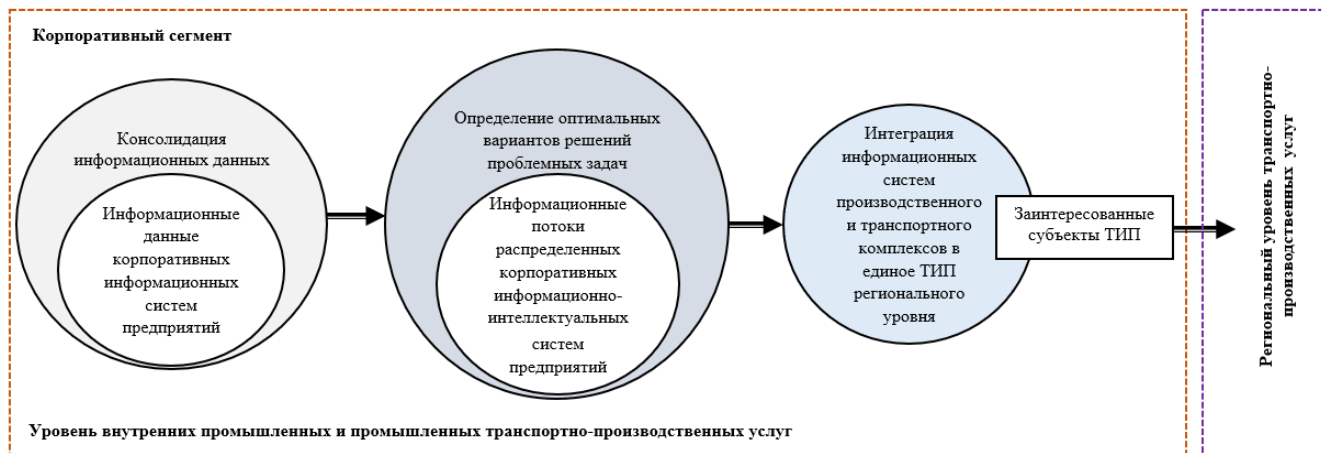 Корпоративный сегмент
Консолидация
информационных данных
Информационные
данные
корпоративных
информационных
систем
предприятий
Определение оптимальных
вариантов решений
проблемных задач
Информационные
потоки
распределенных
корпоративных
информационно-
интеллектуальных
систем
предприятий
Интеграция
информационных
систем
производственного
и транспортного
комплексов в
единое ТИП
регионального
уровня
Заинтересованные
субъекты ТИП
Региональный уровень транспортно-
производственных услуг
Уровень внутренних промышленных и промышленных транспортно-производственных услуг